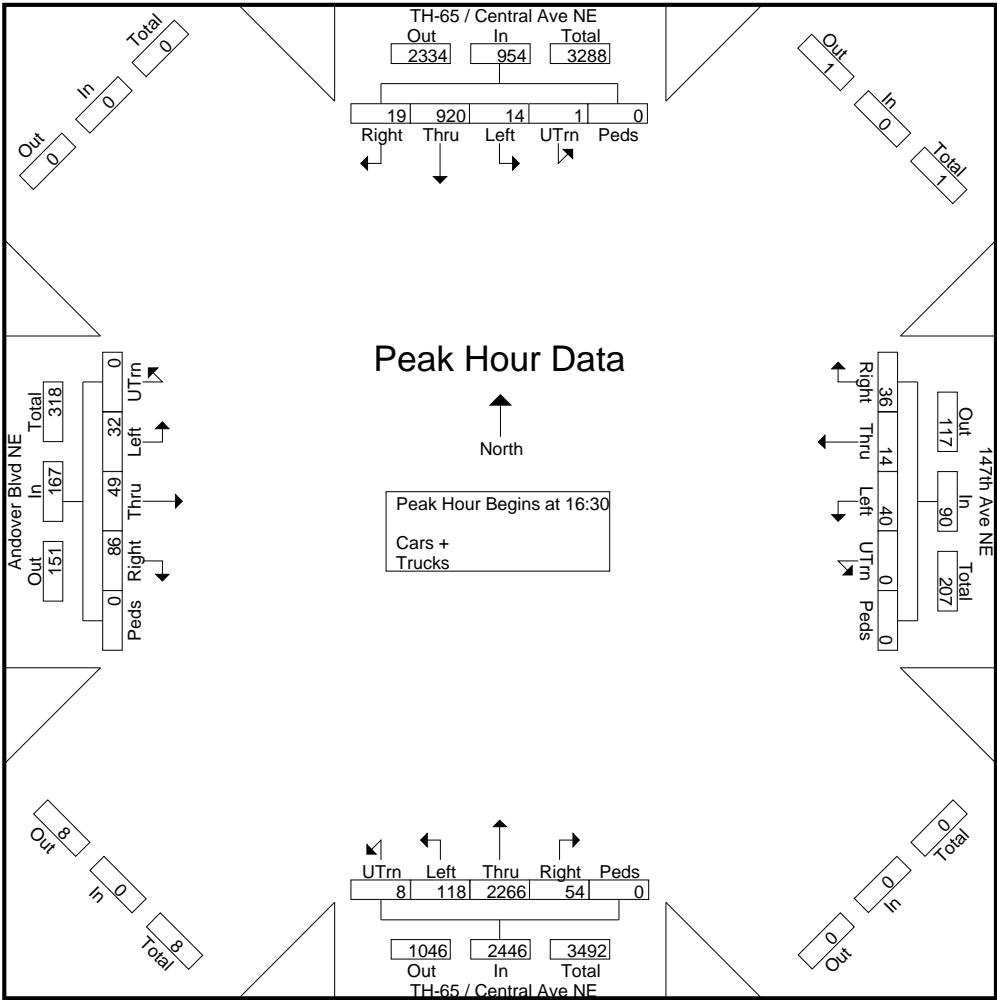 TH-65 / Central Ave NE
Out In Total
2334 954 3288
19 920 14 1 0
Right Thru Left UTrn Peds
Total
0
In
0
Out
0
Out
1
In
0
Total
1
Peak Hour Data
North
Peak Hour Begins at 16:30
Cars +
Trucks
Andover Blvd NE
Out In Total
151 167 318
0 32 49 86 0
UTrn Left Thru Right Peds
147th Ave NE
Out In Total
117 90 207
36 14 40 0 0
Right Thru Left UTrn Peds
8
Out
0
In
8
Total
0
Total
0
In
0
Out
UTrn Left Thru Right Peds
8 118 2266 54 0
1046 2446 3492
Out In Total
TH-65 / Central Ave NE